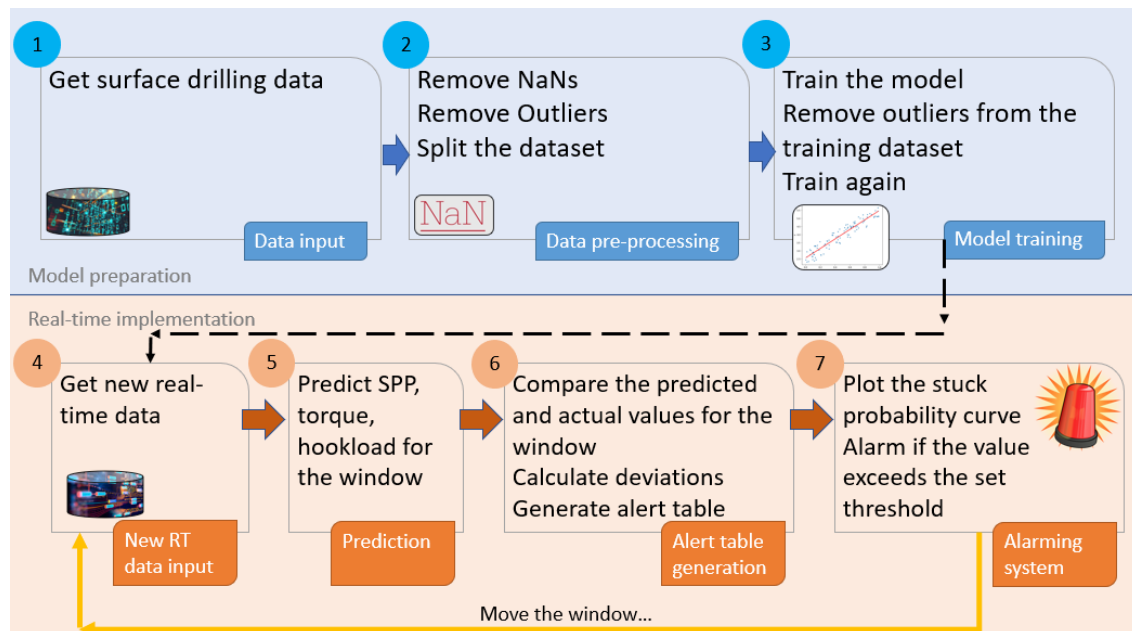 1
Get surface drilling data
Data input
2
Remove NaNs
Remove Outliers
Split the dataset
NaN
Data pre-processing
3
Train the model
Remove outliers from the
training dataset
Train again
Model training
Model preparation
Real-time implementation
4
Get new real-
time data
New RT
data input
5
Predict SPP,
torque,
hookload for
the window
Prediction
6
Compare the predicted
and actual values for the
window
Calculate deviations
Generate alert table
Alert table
generation
7
Plot the stuck
probability curve
Alarm if the value
exceeds the set
threshold
Alarming
system
Move the window...